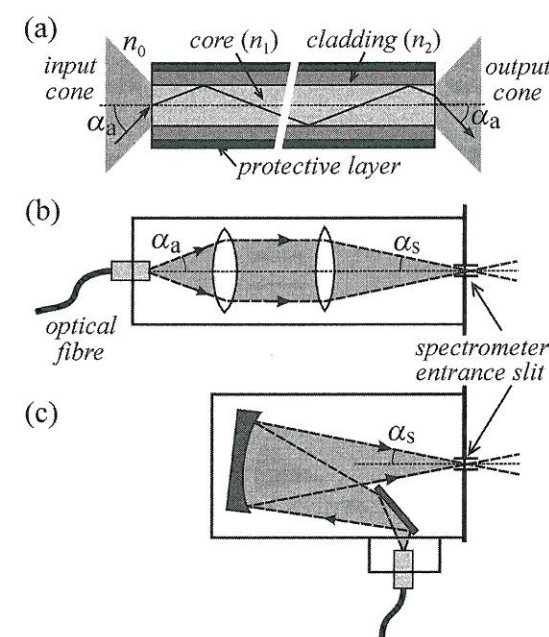 (a)
n₀
input
cone
αa
core (n₁)
cladding (n₂)
output
cone
αa
protective layer
(b)
αa
αs
optical
fibre
spectrometer
entrance slit
(c)
αs